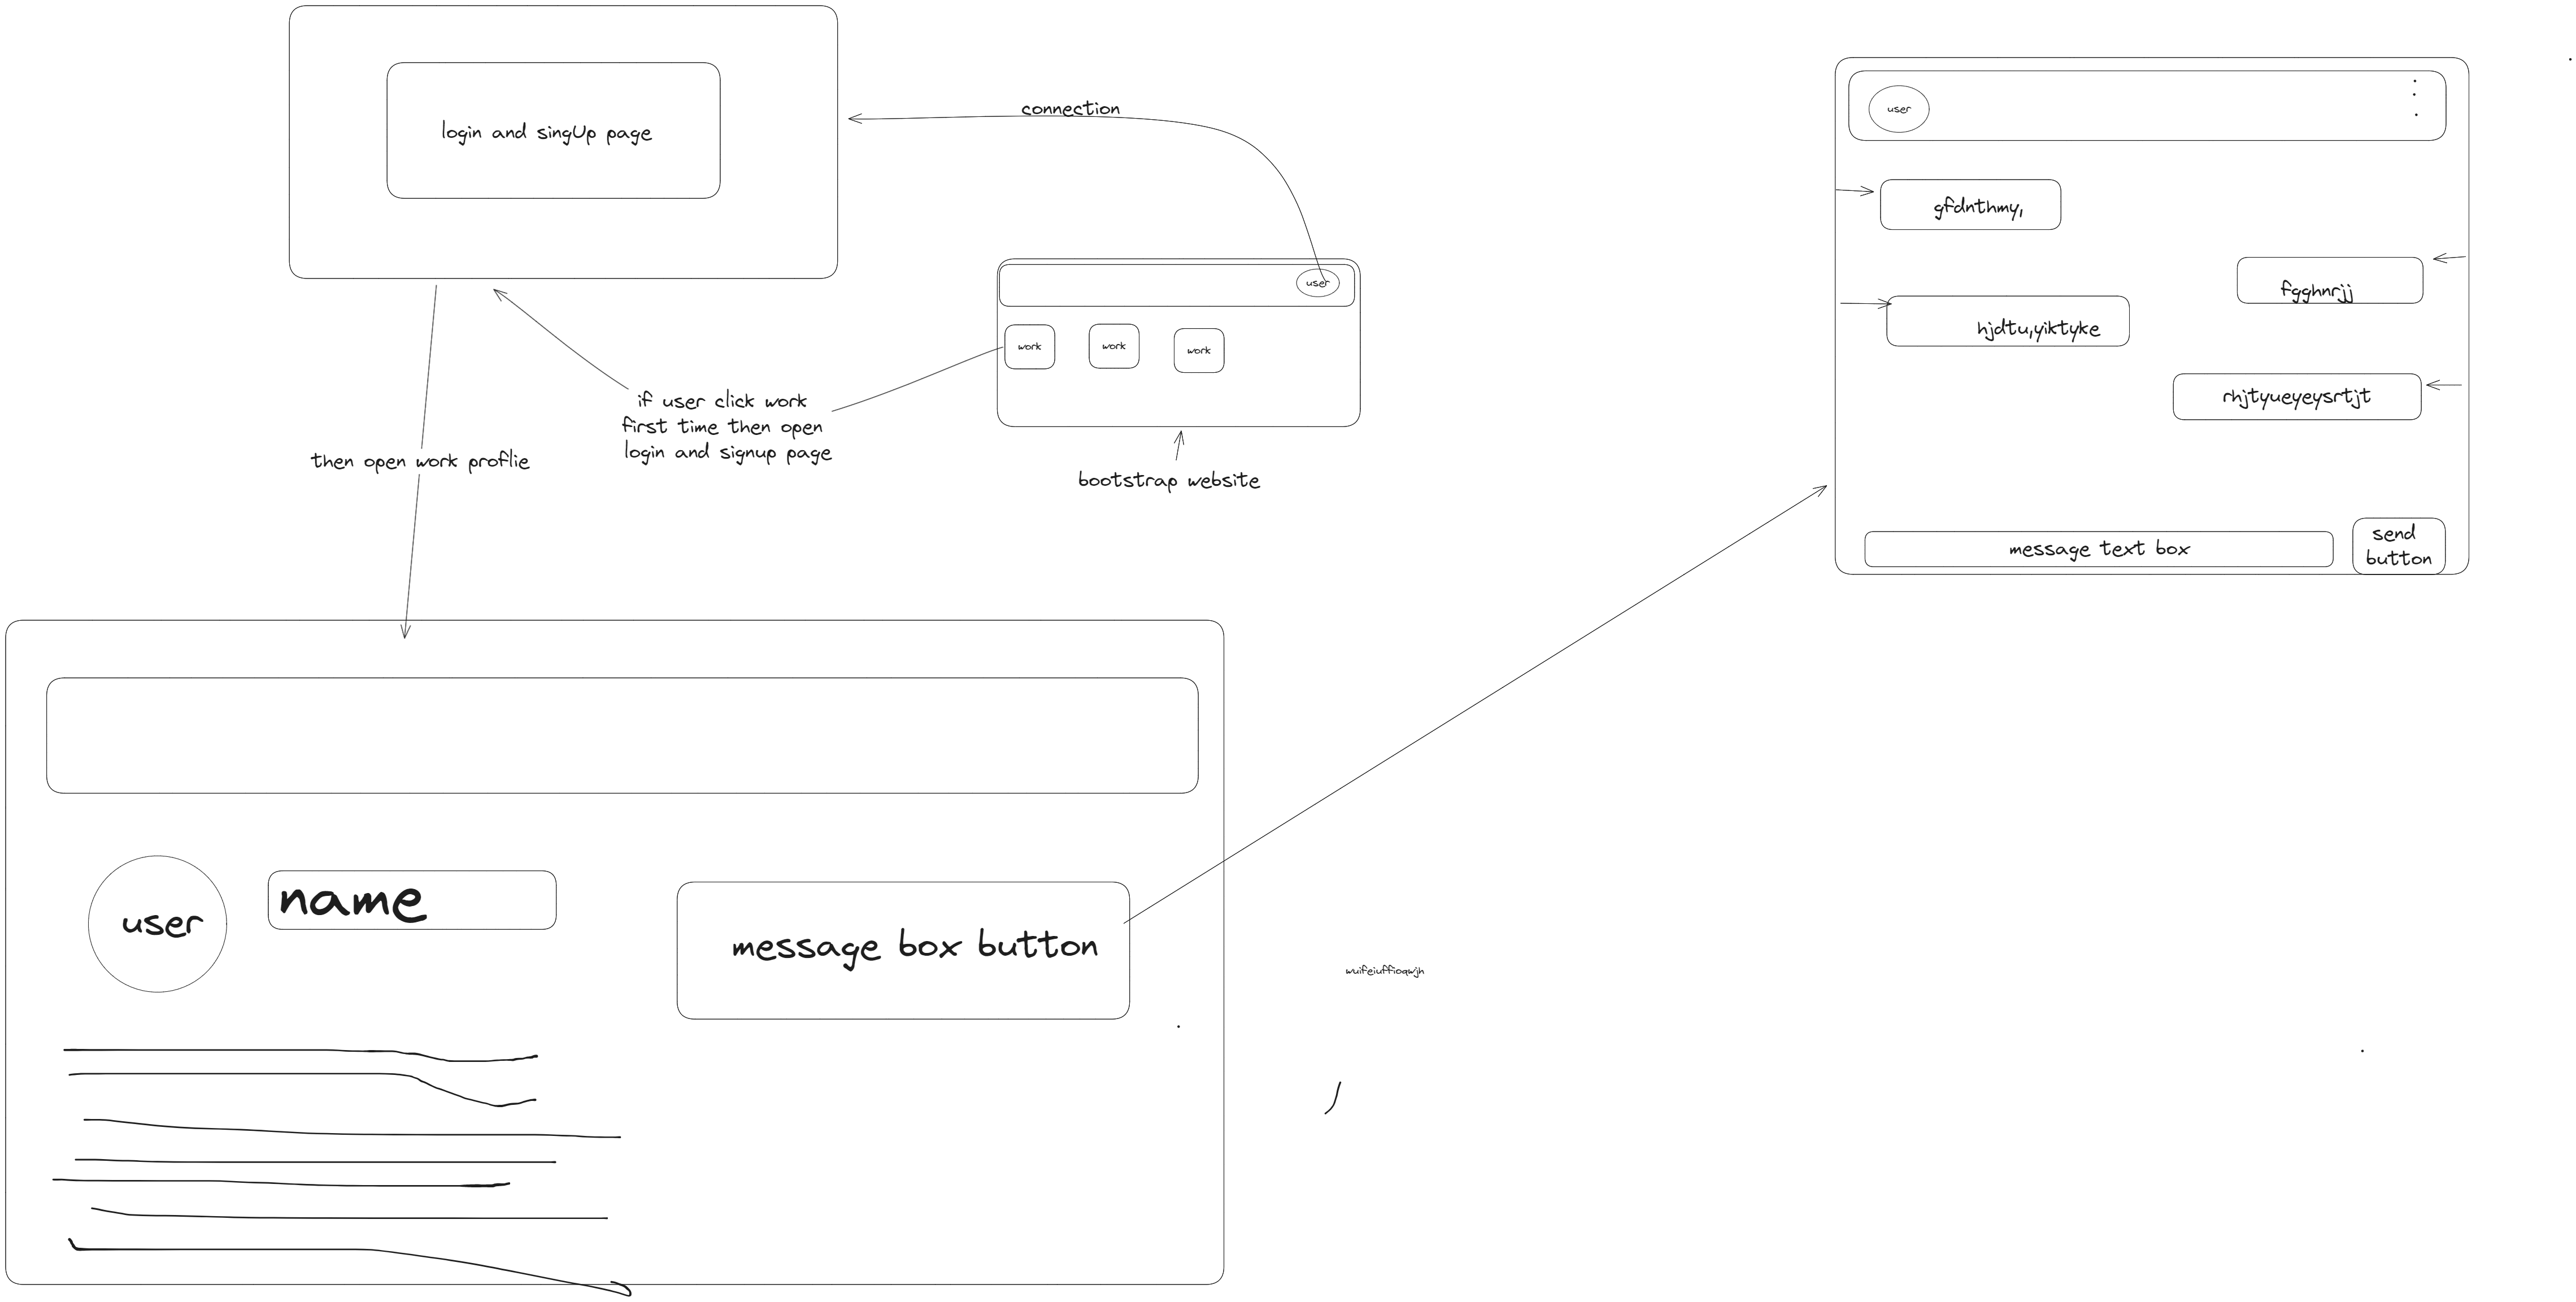 login and singUp page
connection
user
work
work
work
if user click work
first time then open
login and signup page
bootstrap website
then open work proflie
user
gfdnthmy,
fgghnrjj
hjdtu,yiktyke
rhjtyueyeysrtjt
message text box
send
button
user
name
message box button
wuifeiuffioqwjh